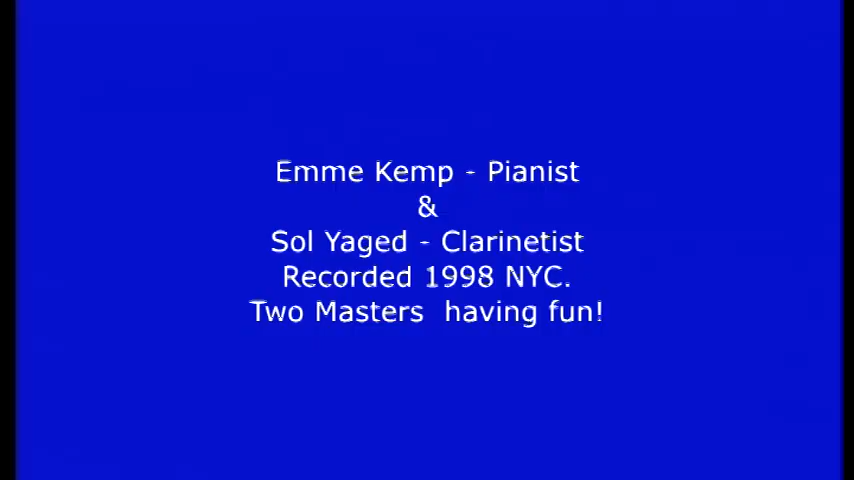 Emme Kemp - Pianist
&
Sol Yaged - Clarinetist
Recorded 1998 NYC.
Two Masters  having fun!